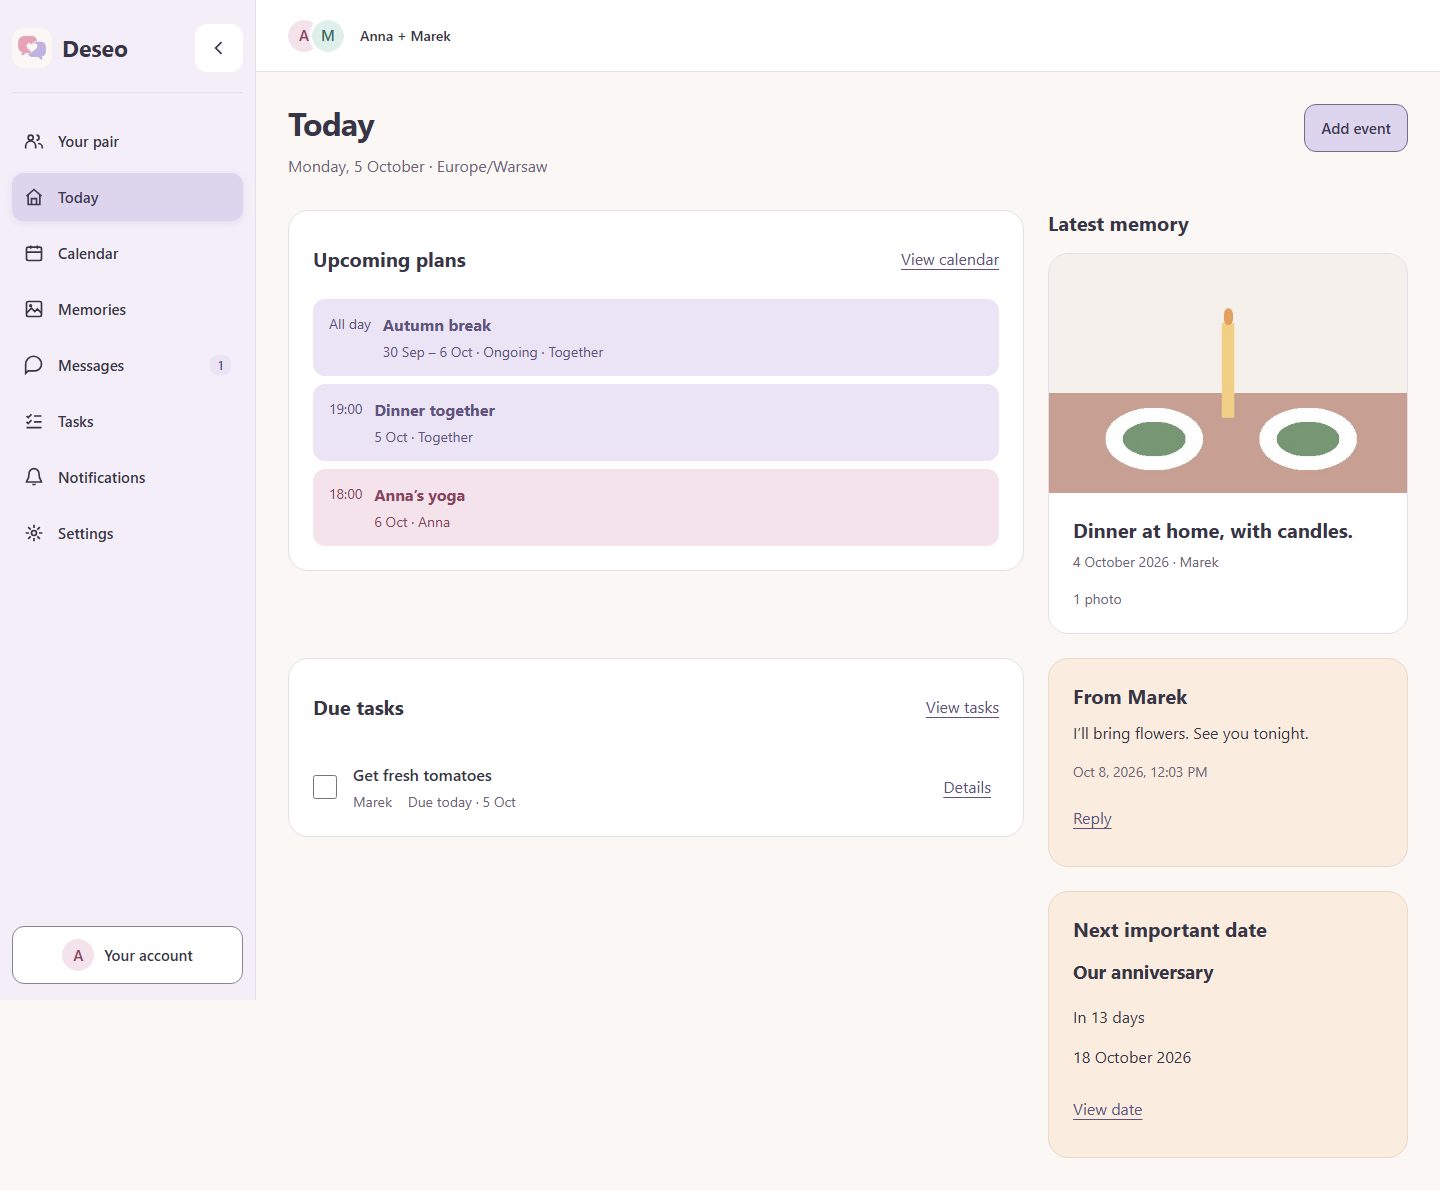 Deseo
Your pair
Today
Calendar
Memories
Messages 1
Tasks
Notifications
Settings
A Your account
A M Anna + Marek
Today
Monday, 5 October · Europe/Warsaw
Add event
Upcoming plans
View calendar
All day Autumn break
30 Sep – 6 Oct · Ongoing · Together
19:00 Dinner together
5 Oct · Together
18:00 Anna’s yoga
6 Oct · Anna
Due tasks
View tasks
Get fresh tomatoes
Marek Due today · 5 Oct
Details
Latest memory
Dinner at home, with candles.
4 October 2026 · Marek
1 photo
From Marek
I’ll bring flowers. See you tonight.
Oct 8, 2026, 12:03 PM
Reply
Next important date
Our anniversary
In 13 days
18 October 2026
View date